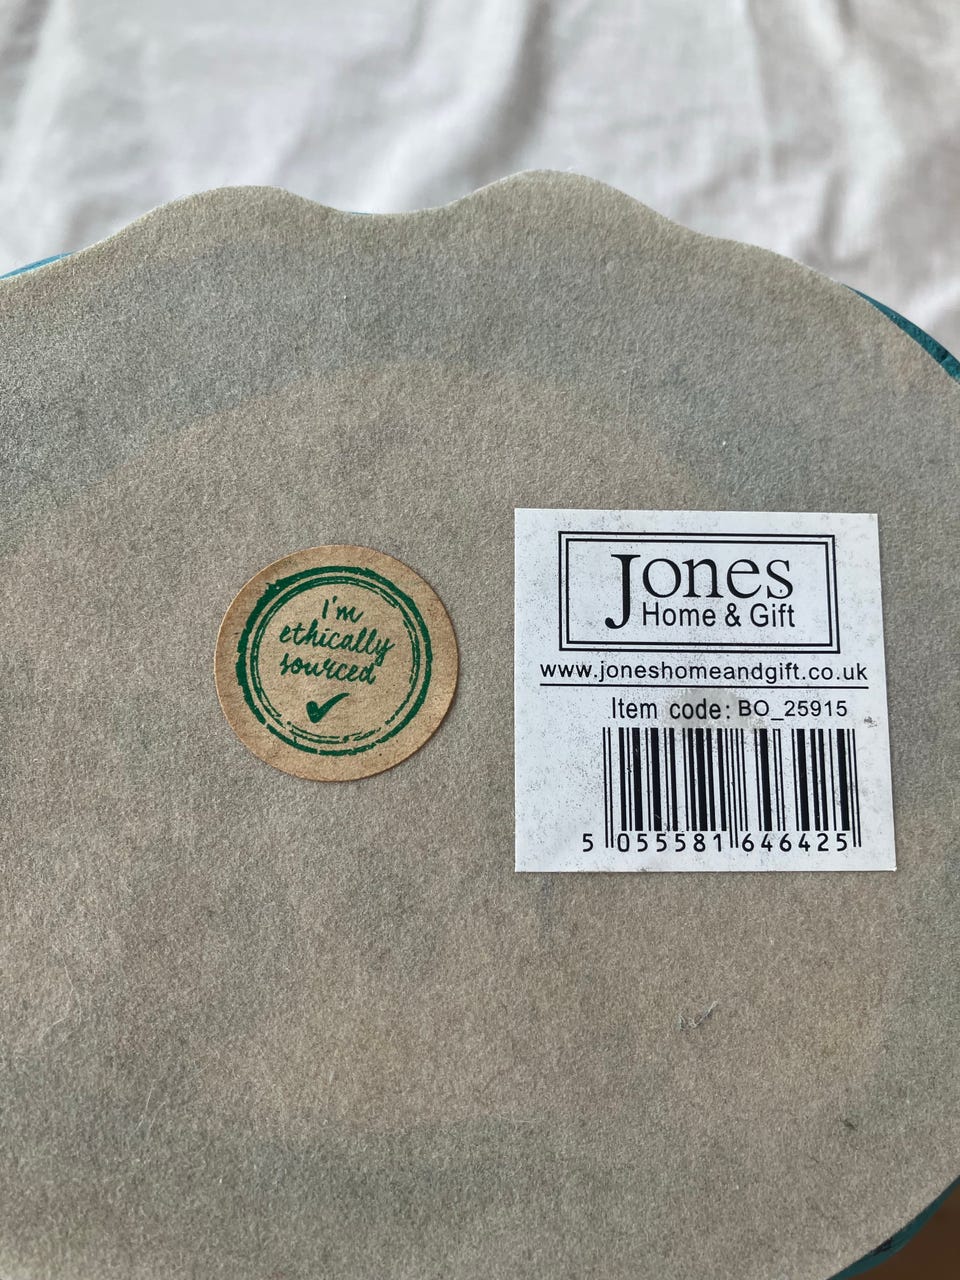 I'm
ethically
sourced
Jones
Home & Gift
www.joneshomeandgift.co.uk
Item code: BO_25915
5 055581 646425